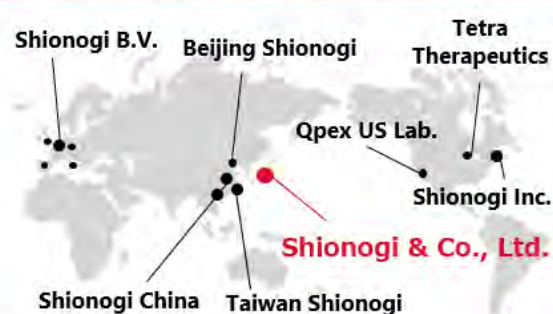 Shionogi B.V.
Beijing Shionogi
Tetra
Therapeutics
Qpex US Lab.
Shionogi Inc.
Shionogi & Co., Ltd.
Shionogi China
Taiwan Shionogi